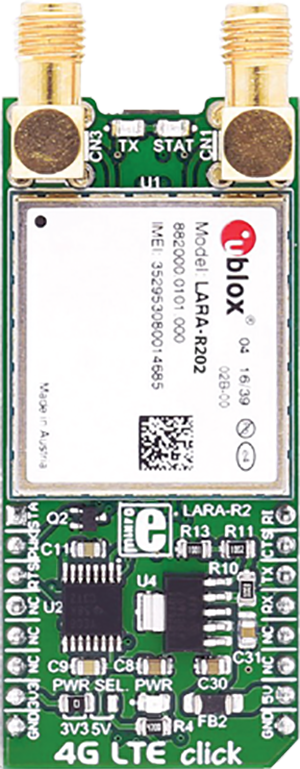 CN3 TX STAT CN1
U1
ublox®
Model: LARA-R202
882000.0101.000
IMEI: 352953080014685
04 16/39
02B-00
Made in Austria
STA
PWK
RTS
NC
NC
NC
3V3
GND
RI
CTS
TX
RX
NC
NC
5V
GND
Q2
LARA-R2
R13 R11
C11
R10
U4
U2
C31
C9 C8 C30
PWR SEL. PWR
FB2
R4
3V3 5V
4G LTE click